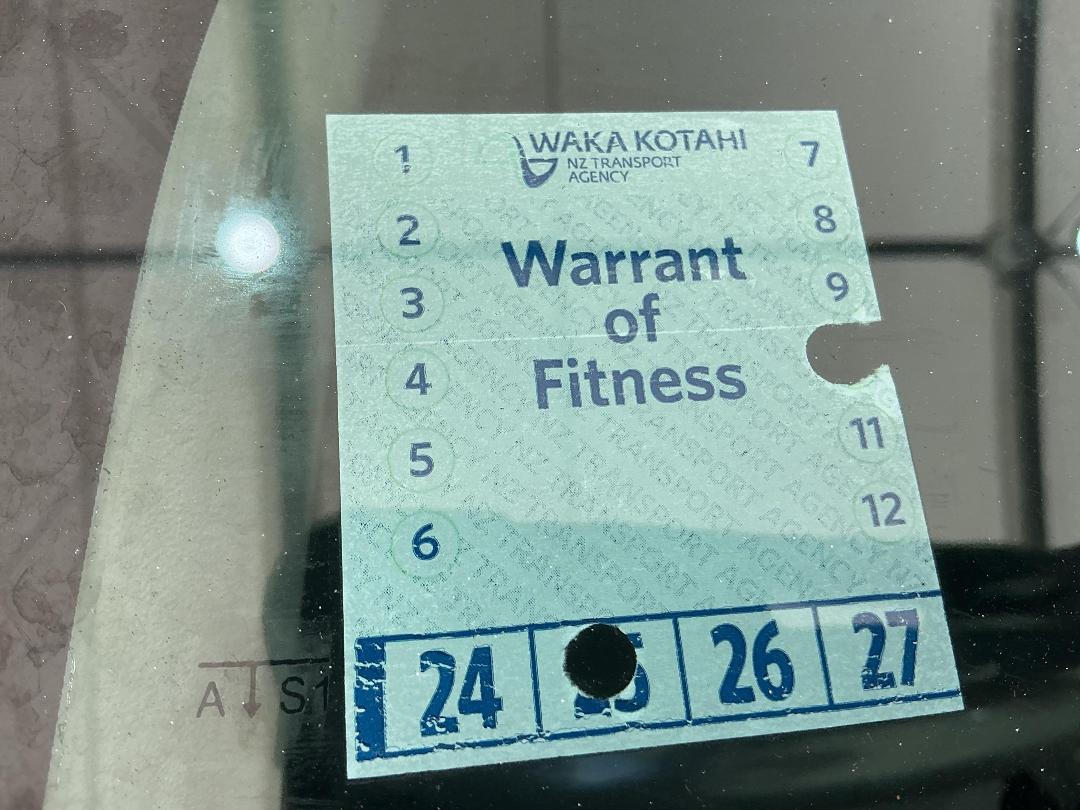 WAKA KOTAHI
NZ TRANSPORT
AGENCY
1
2
3
4
5
6
7
8
9
11
12
Warrant
of
Fitness
24
26
27
A S1